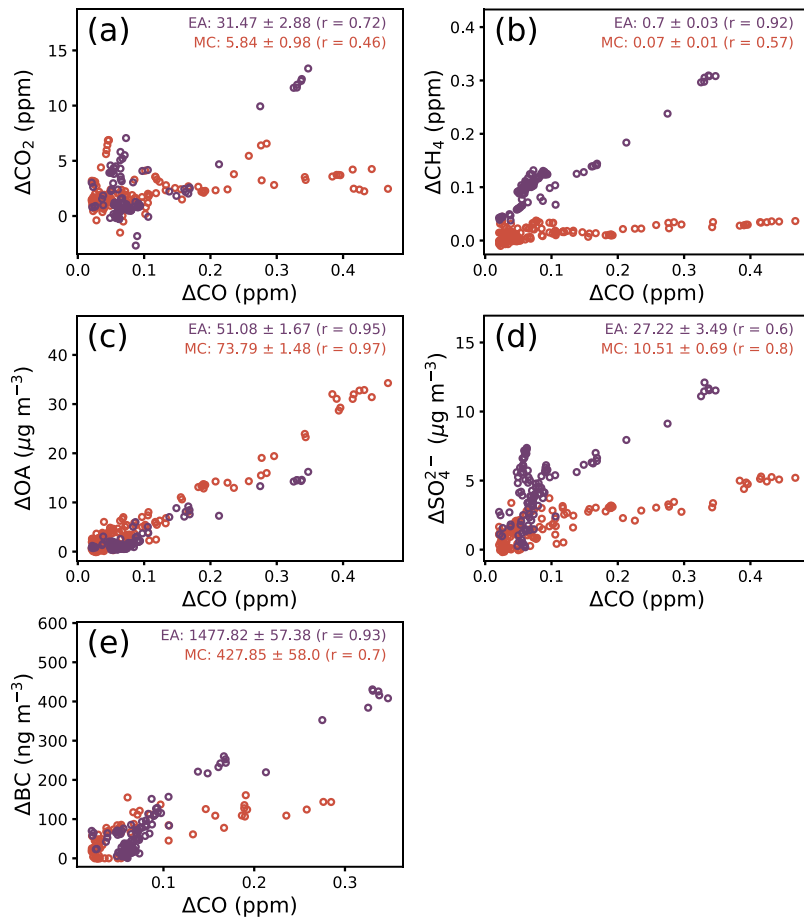 (a)
EA: 31.47 ± 2.88 (r = 0.72)
MC: 5.84 ± 0.98 (r = 0.46)
ΔCO₂ (ppm)
15
10
5
0
0.0 0.1 0.2 0.3 0.4
ΔCO (ppm)
(b)
EA: 0.7 ± 0.03 (r = 0.92)
MC: 0.07 ± 0.01 (r = 0.57)
ΔCH₄ (ppm)
0.4
0.3
0.2
0.1
0.0
0.0 0.1 0.2 0.3 0.4
ΔCO (ppm)
(c)
EA: 51.08 ± 1.67 (r = 0.95)
MC: 73.79 ± 1.48 (r = 0.97)
ΔOA (μg m⁻³)
40
30
20
10
0
0.0 0.1 0.2 0.3 0.4
ΔCO (ppm)
(d)
EA: 27.22 ± 3.49 (r = 0.6)
MC: 10.51 ± 0.69 (r = 0.8)
ΔSO₄²⁻ (μg m⁻³)
15
10
5
0
0.0 0.1 0.2 0.3 0.4
ΔCO (ppm)
(e)
EA: 1477.82 ± 57.38 (r = 0.93)
MC: 427.85 ± 58.0 (r = 0.7)
ΔBC (ng m⁻³)
600
500
400
300
200
100
0
0.1 0.2 0.3
ΔCO (ppm)